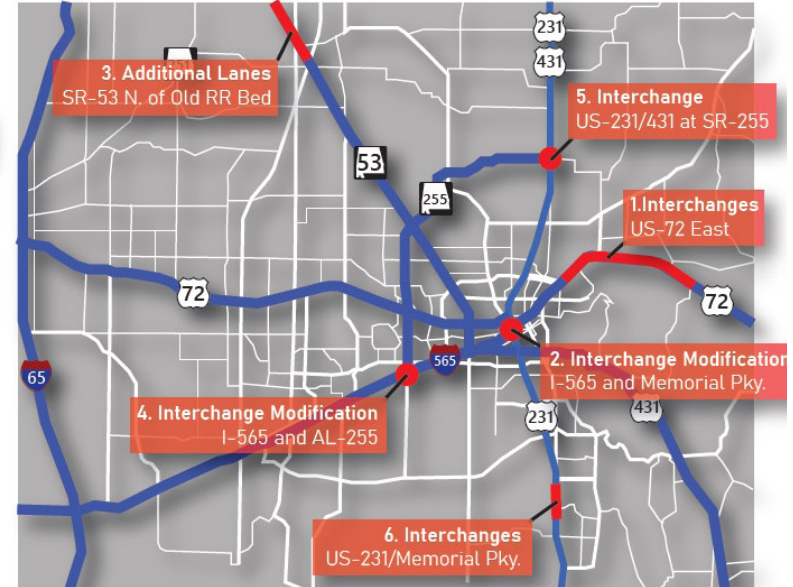 231
431
3. Additional Lanes
SR-53 N. of Old RR Bed
5. Interchange
US-231/431 at SR-255
53
255
1.Interchanges
US-72 East
72
72
565
2. Interchange Modification
I-565 and Memorial Pky.
65
4. Interchange Modification
I-565 and AL-255
231
431
6. Interchanges
US-231/Memorial Pky.